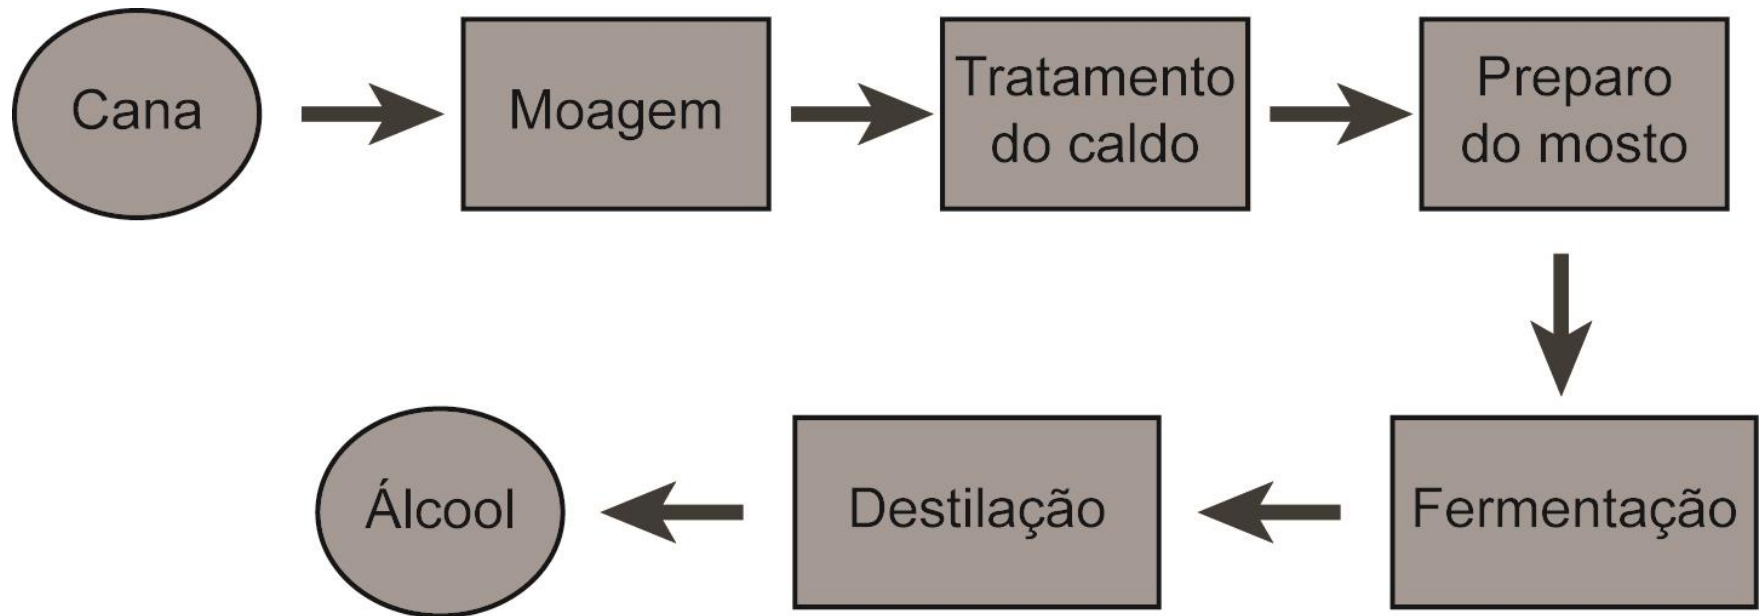 Cana
Moagem
Tratamento
do caldo
Preparo
do mosto
Fermentação
Destilação
Álcool